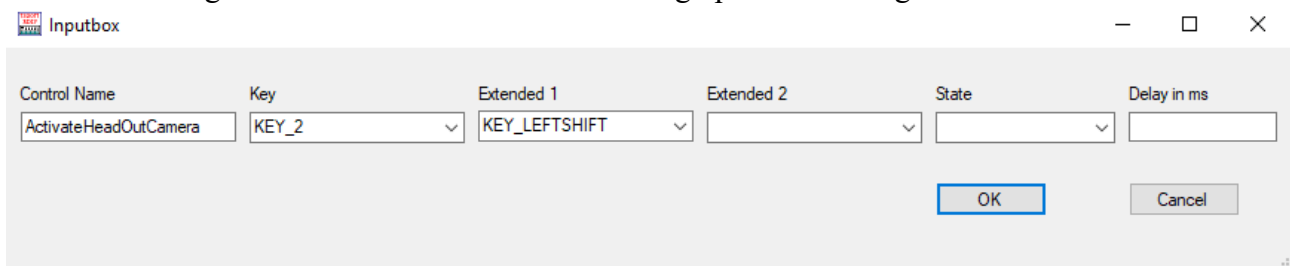 Inputbox
Control Name Key Extended 1 Extended 2 State Delay in ms
ActivateHeadOutCamera KEY_2 KEY_LEFTSHIFT
OK Cancel